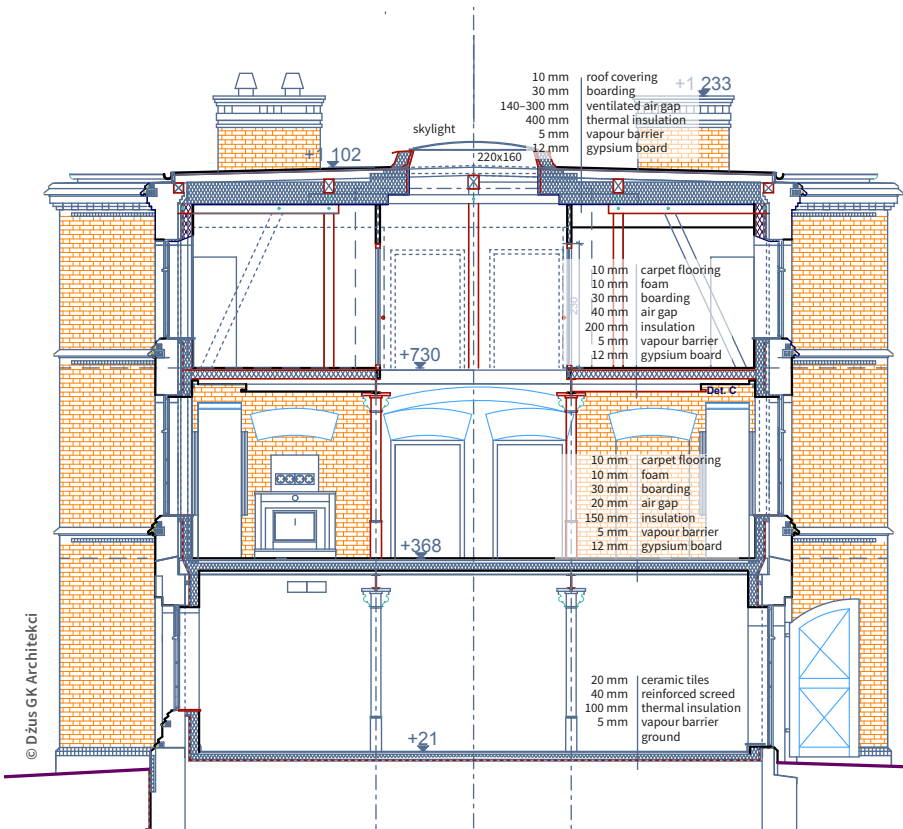 10 mm roof covering
30 mm boarding
140–300 mm ventilated air gap
400 mm thermal insulation
5 mm vapour barrier
12 mm gypsium board
+1 233
skylight
220x160
+1 102
10 mm carpet flooring
10 mm foam
30 mm boarding
40 mm air gap
200 mm insulation
5 mm vapour barrier
12 mm gypsium board
230
+730
Det. C
10 mm carpet flooring
10 mm foam
30 mm boarding
20 mm air gap
150 mm insulation
5 mm vapour barrier
12 mm gypsium board
+368
20 mm ceramic tiles
40 mm reinforced screed
100 mm thermal insulation
5 mm vapour barrier
ground
+21
© Dżus GK Architekci